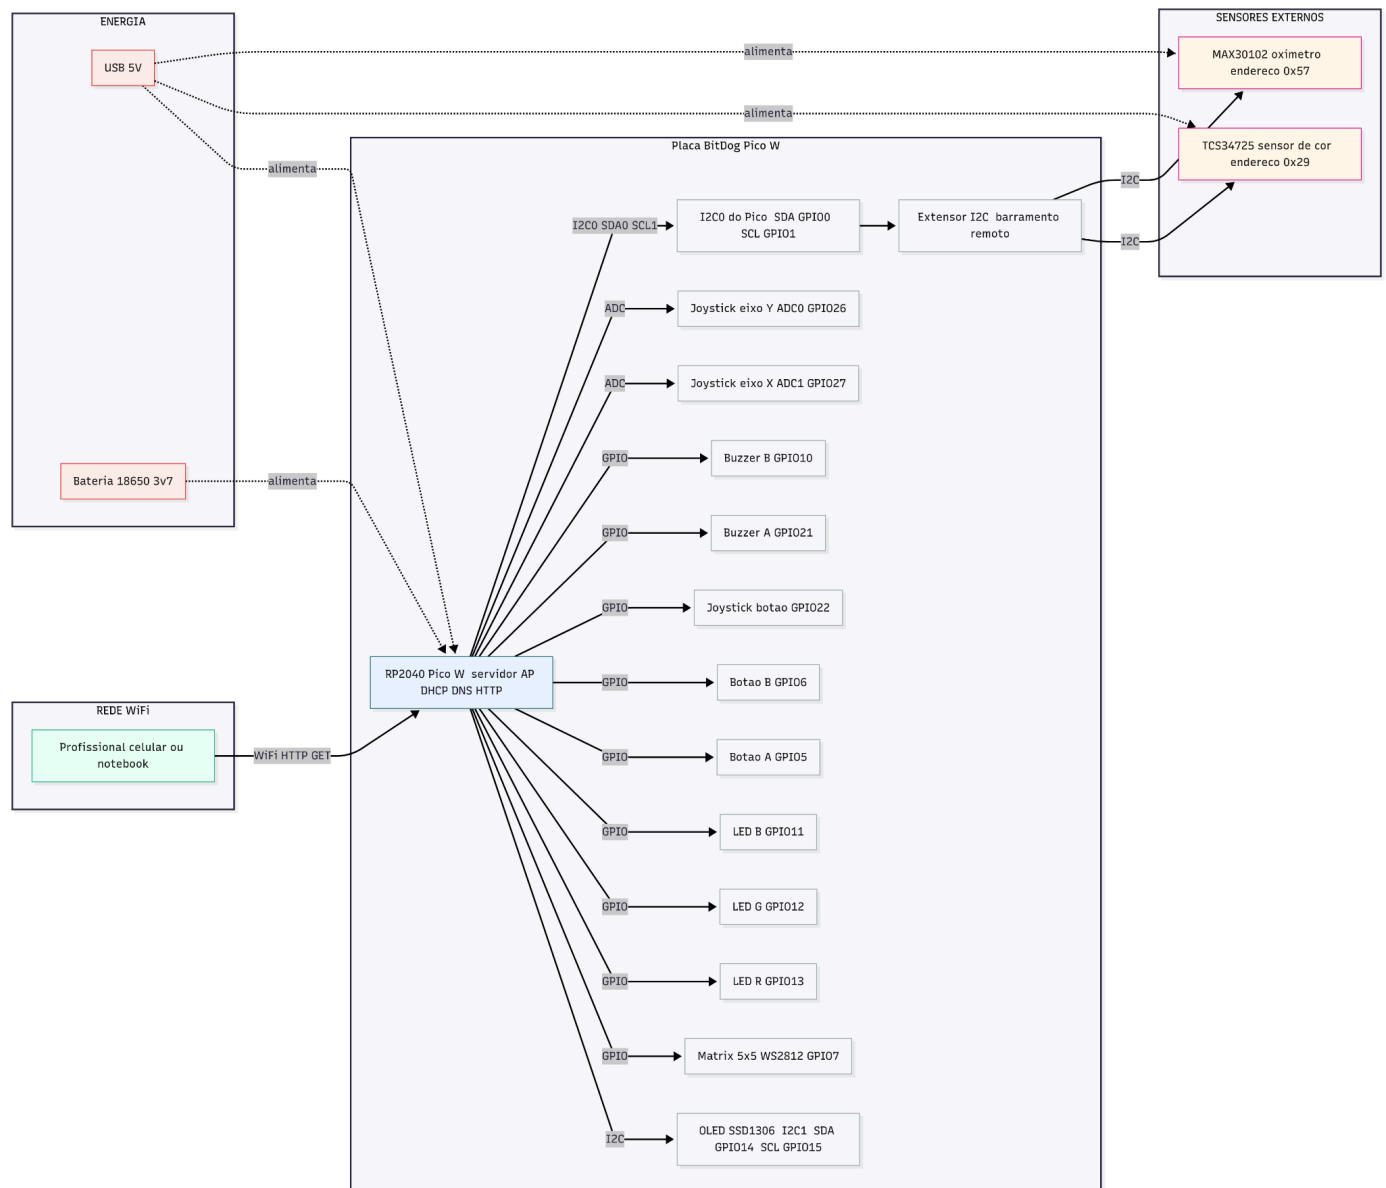 ENERGIA
USB 5V
Bateria 18650 3v7
alimenta
alimenta
alimenta
alimenta
REDE WiFi
Profissional celular ou
notebook
WiFi HTTP GET
Placa BitDog Pico W
RP2040 Pico W  servidor AP
DHCP DNS HTTP
I2C0 SDA0 SCL1
I2C0 do Pico  SDA GPIO0
SCL GPIO1
Extensor I2C  barramento
remoto
ADC
Joystick eixo Y ADC0 GPIO26
ADC
Joystick eixo X ADC1 GPIO27
GPIO
Buzzer B GPIO10
GPIO
Buzzer A GPIO21
GPIO
Joystick botao GPIO22
GPIO
Botao B GPIO6
GPIO
Botao A GPIO5
GPIO
LED B GPIO11
GPIO
LED G GPIO12
GPIO
LED R GPIO13
GPIO
Matrix 5x5 WS2812 GPIO7
I2C
OLED SSD1306  I2C1  SDA
GPIO14  SCL GPIO15
I2C
I2C
SENSORES EXTERNOS
MAX30102 oximetro
endereco 0x57
TCS34725 sensor de cor
endereco 0x29